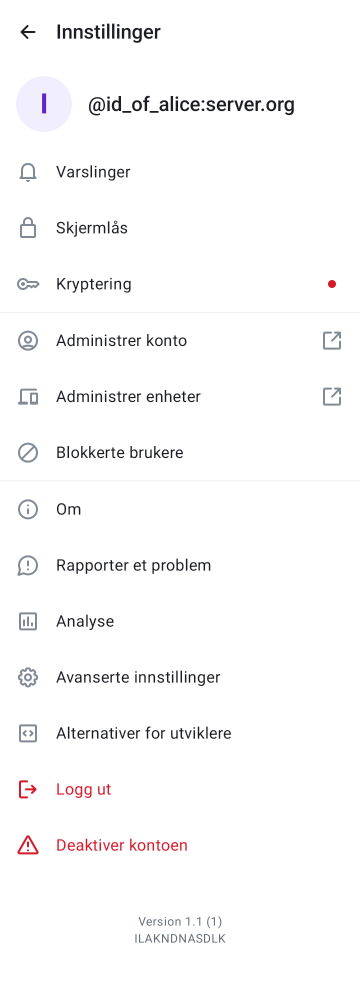 Innstillinger
I
@id_of_alice:server.org
Varslinger
Skjermlås
Kryptering
Administrer konto
Administrer enheter
Blokkerte brukere
Om
Rapporter et problem
Analyse
Avanserte innstillinger
Alternativer for utviklere
Logg ut
Deaktiver kontoen
Version 1.1 (1)
ILAKNDNASDLK